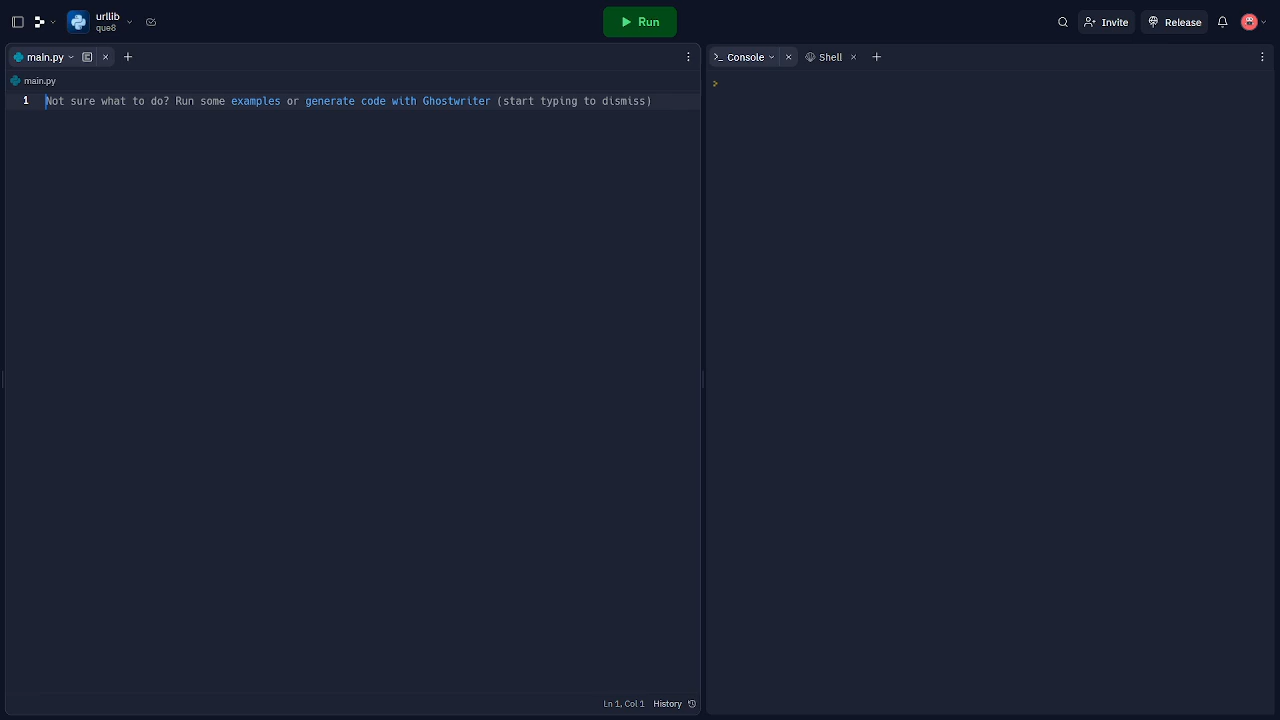 urllib
que8
Run
Invite
Release
main.py
Console
Shell
main.py
1 Not sure what to do? Run some examples or generate code with Ghostwriter (start typing to dismiss)
Ln 1, Col 1 History